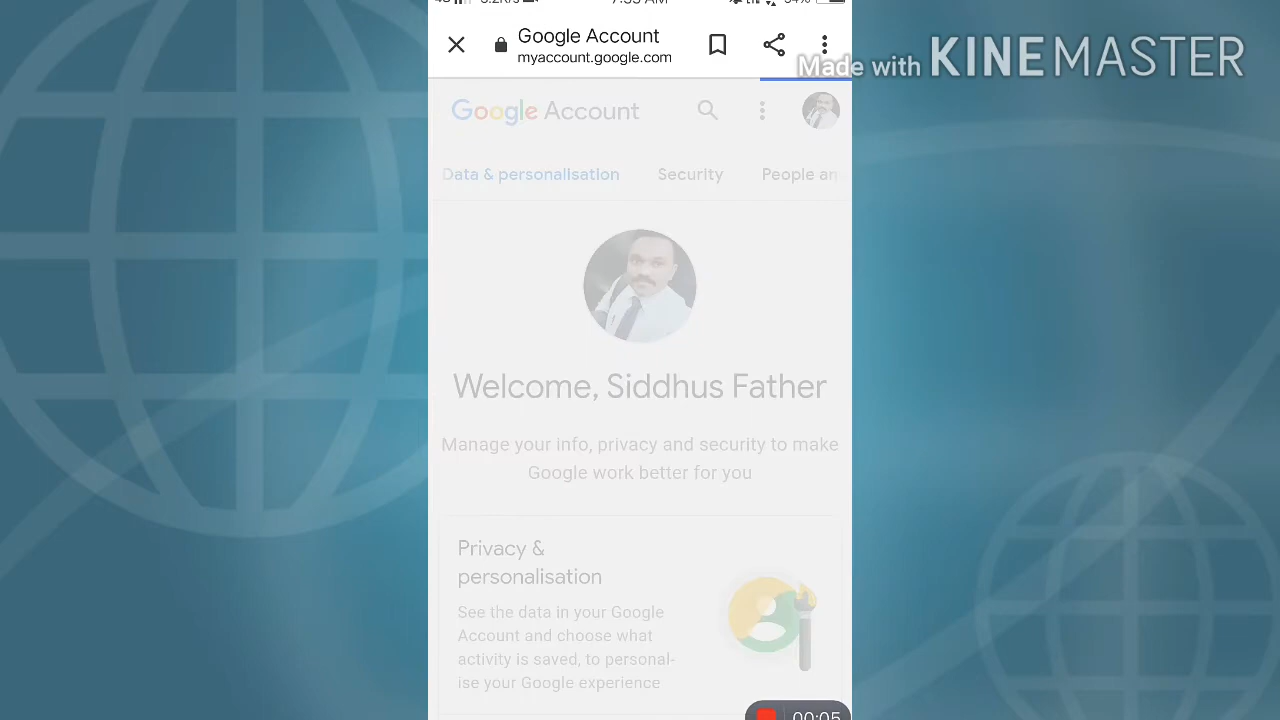 Google Account
myaccount.google.com
Made with KINEMASTER
Google Account
Data & personalisation Security People an
Welcome, Siddhus Father
Manage your info, privacy and security to make
Google work better for you
Privacy &
personalisation
See the data in your Google
Account and choose what
activity is saved, to personal-
ise your Google experience
00:05